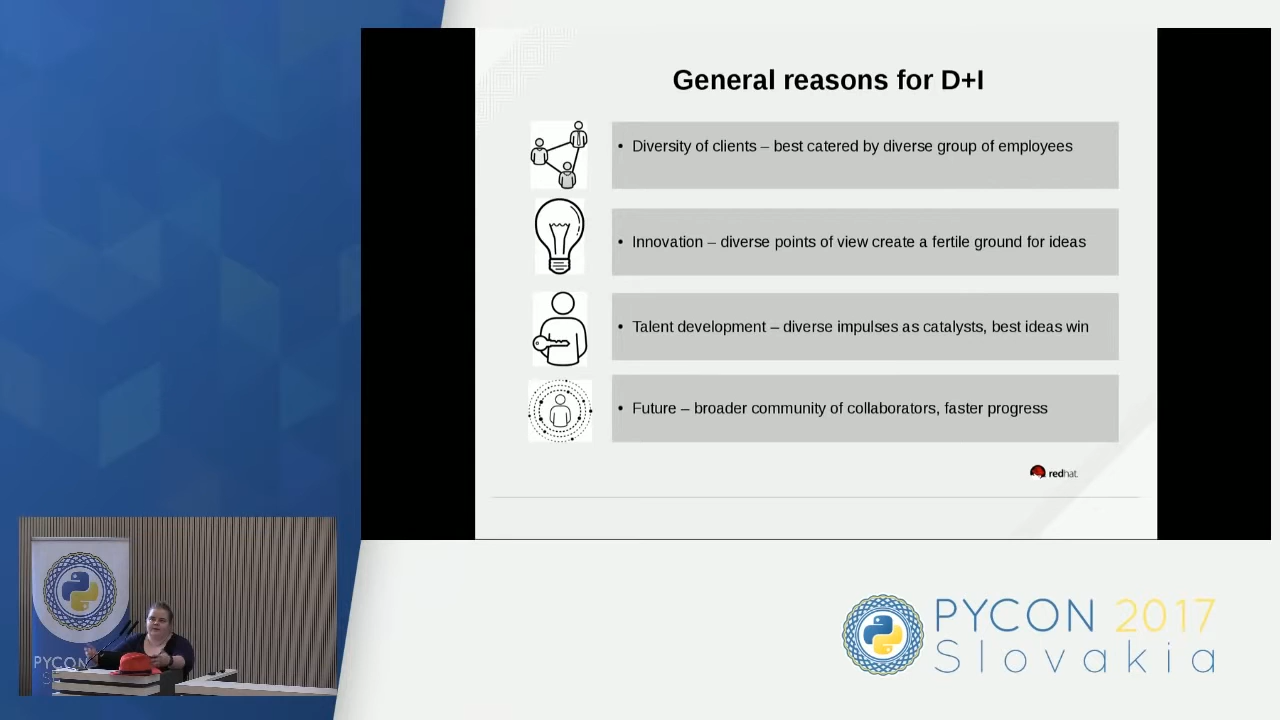 General reasons for D+I
• Diversity of clients – best catered by diverse group of employees
• Innovation – diverse points of view create a fertile ground for ideas
• Talent development – diverse impulses as catalysts, best ideas win
• Future – broader community of collaborators, faster progress
redhat.
PYCON
PYCON 2017
Slovakia